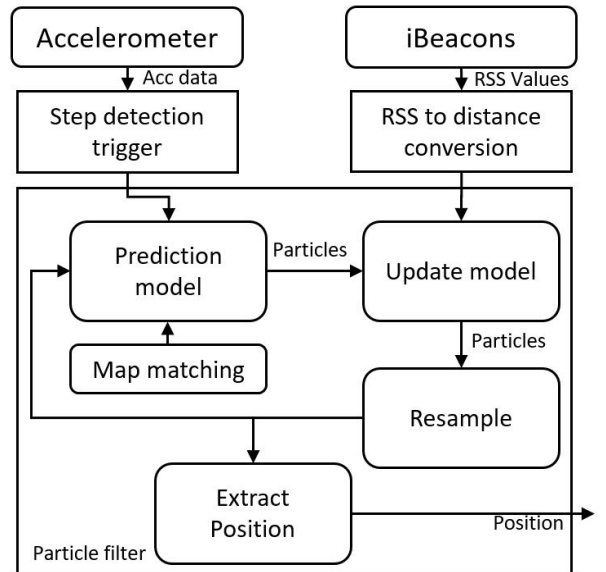 Accelerometer
iBeacons
Acc data
RSS Values
Step detection
trigger
RSS to distance
conversion
Prediction
model
Particles
Update model
Map matching
Particles
Resample
Extract
Position
Position
Particle filter